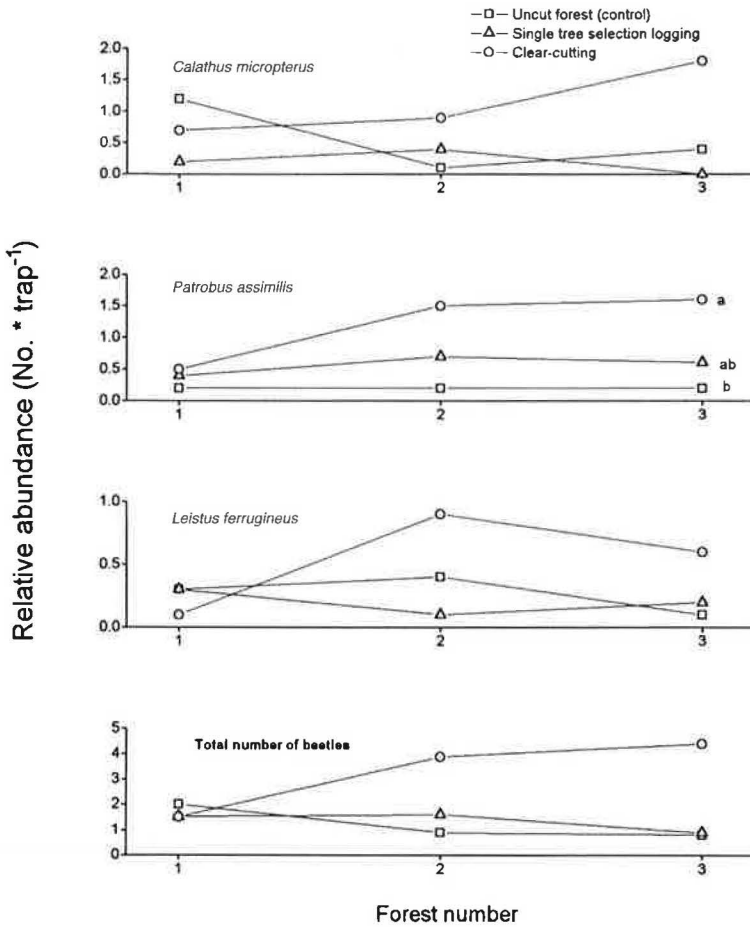 Uncut forest (control)
Single tree selection logging
Clear-cutting
Relative abundance (No. * trap-1)
Calathus micropterus
2.0
1.5
1.0
0.5
0.0
1 2 3
Patrobus assimilis
2.0
1.5
1.0
0.5
0.0
a
ab
b
1 2 3
Leistus ferrugineus
1.0
0.5
0.0
1 2 3
Total number of beetles
5
4
3
2
1
0
1 2 3
Forest number